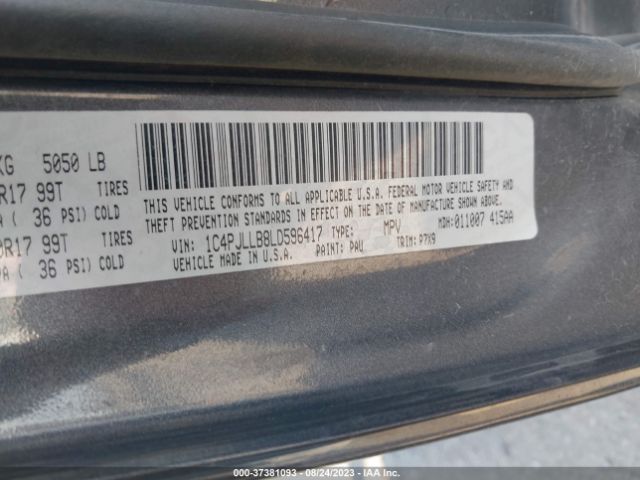 KG 5050 LB
R17 99T TIRES
A ( 36 PSI) COLD
0R17 99T TIRES
PA ( 36 PSI) COLD
THIS VEHICLE CONFORMS TO ALL APPLICABLE U.S.A. FEDERAL MOTOR VEHICLE SAFETY AND
THEFT PREVENTION STANDARDS IN EFFECT ON THE DATE OF MANUFACTURE SHOWN ABOVE.
VIN: 1C4PJLLB8LD596417 TYPE: MPV MDH:011007 415AA
VEHICLE MADE IN U.S.A. PAINT: PAU TRIM: P7X9
000-37381093 - 08/24/2023 - IAA Inc.